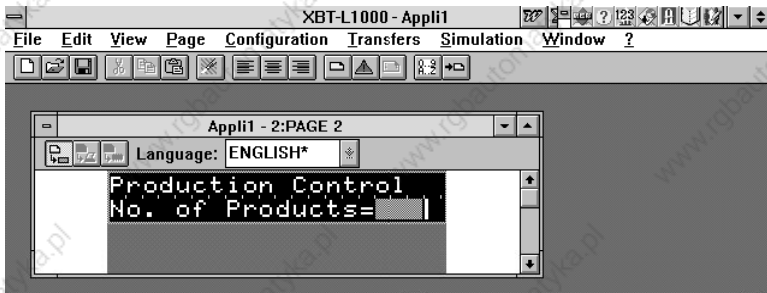 XBT-L1000 - Appli1
File Edit View Page Configuration Transfers Simulation Window ?
Appli1 - 2:PAGE 2
Language: ENGLISH*
Production Control
No. of Products=
www.rgbautomatyka.pl